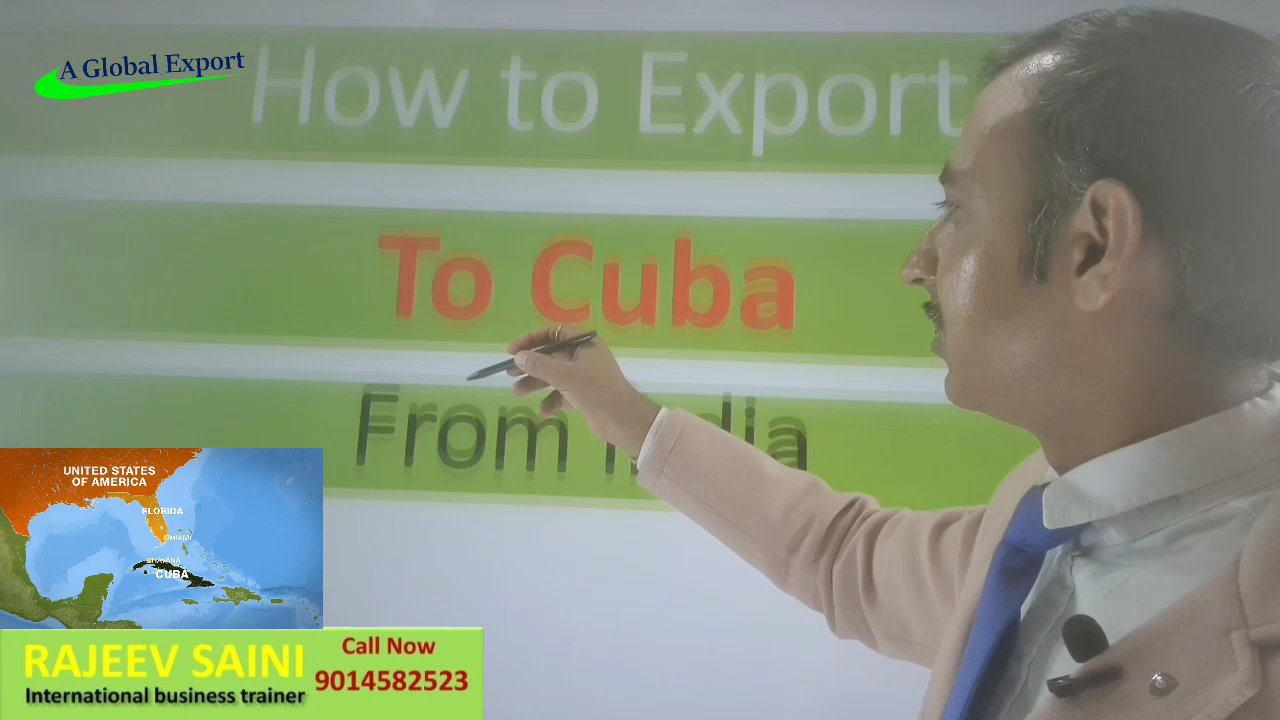 A Global Export
How to Export
To Cuba
From India
UNITED STATES
OF AMERICA
FLORIDA
MIAMI
HAVANA
CUBA
RAJEEV SAINI
International business trainer
Call Now
9014582523